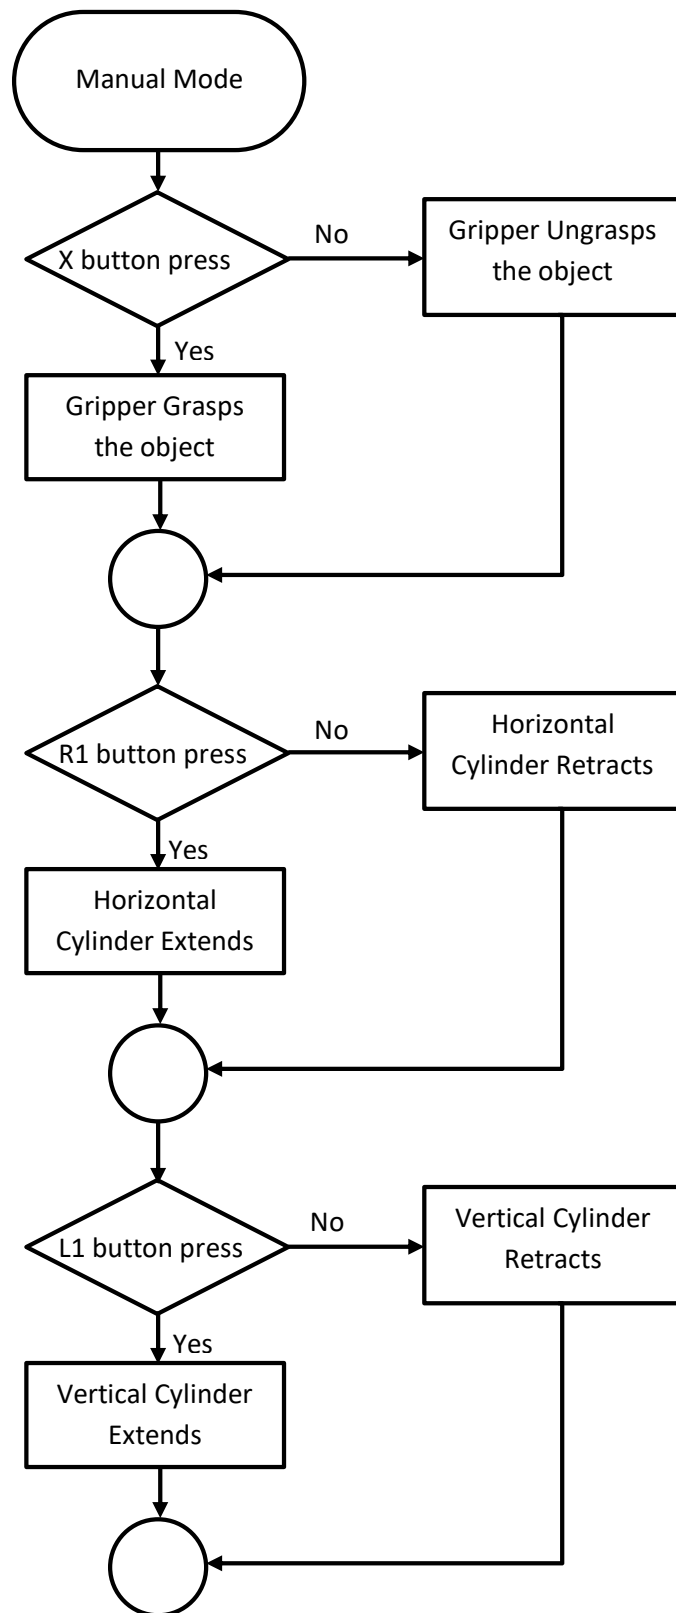 Manual Mode
X button press
No
Gripper Ungrasps
the object
Yes
Gripper Grasps
the object
R1 button press
No
Horizontal
Cylinder Retracts
Yes
Horizontal
Cylinder Extends
L1 button press
No
Vertical Cylinder
Retracts
Yes
Vertical Cylinder
Extends